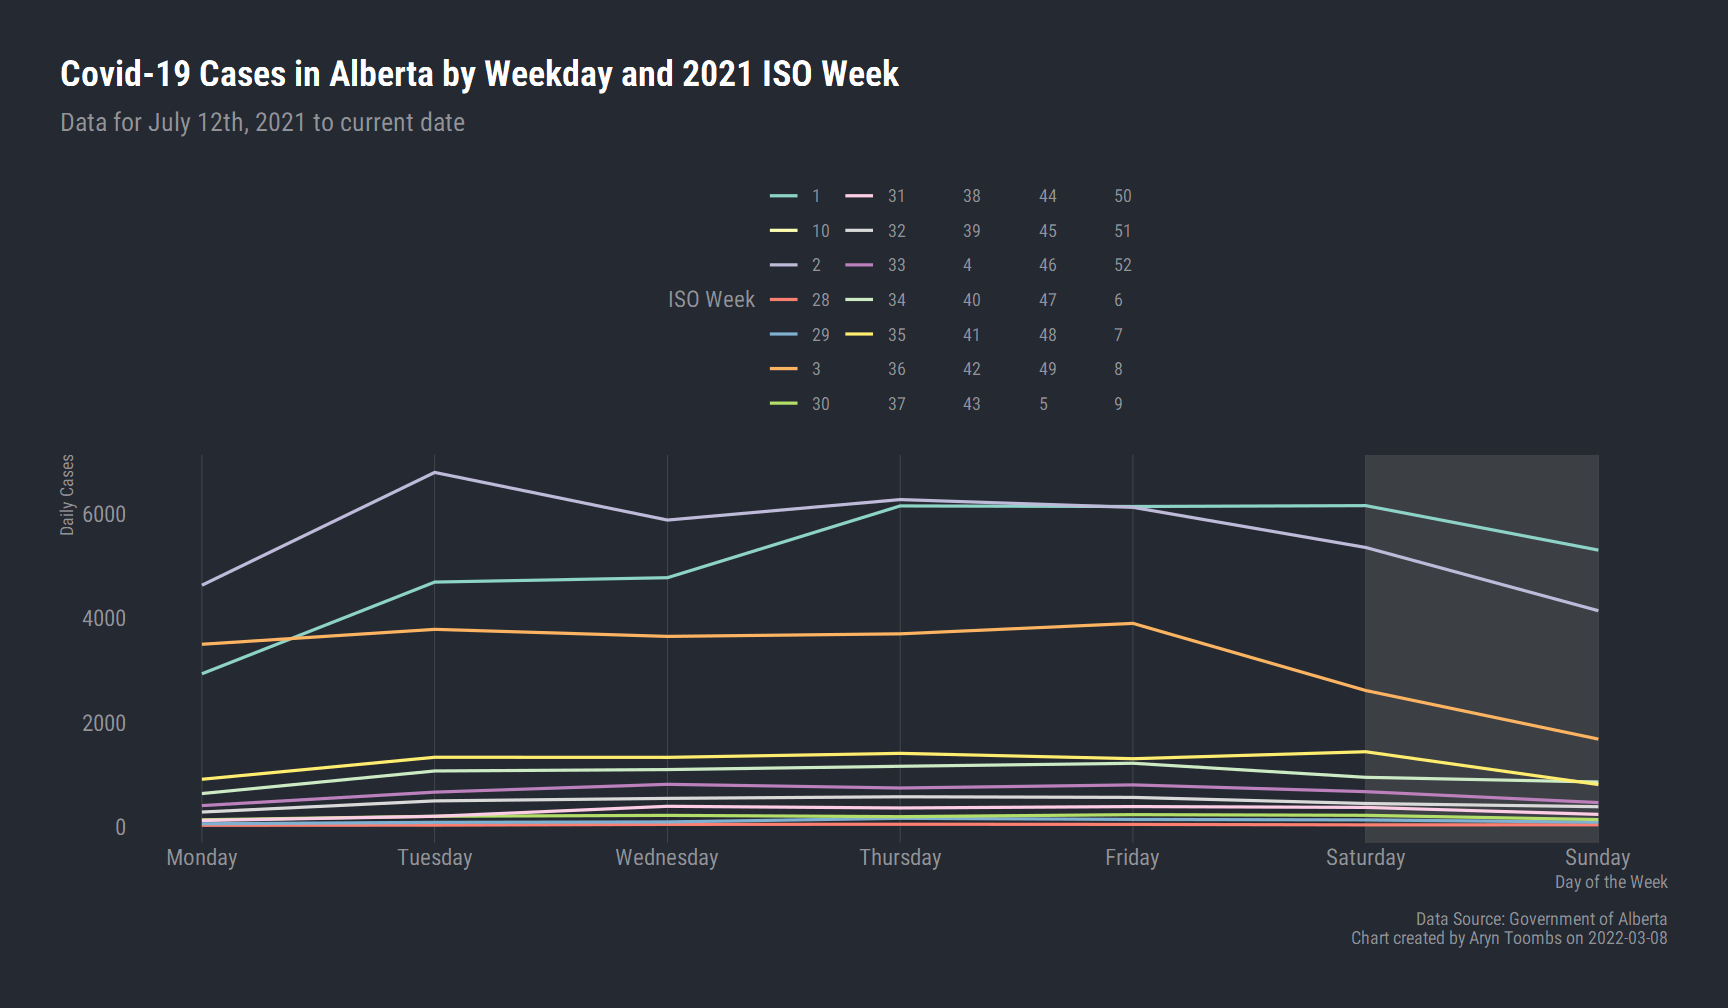 Covid-19 Cases in Alberta by Weekday and 2021 ISO Week
Data for July 12th, 2021 to current date
1 31 38 44 50
10 32 39 45 51
2 33 4 46 52
ISO Week 28 34 40 47 6
29 35 41 48 7
3 36 42 49 8
30 37 43 5 9
Daily Cases
6000
4000
2000
0
Monday Tuesday Wednesday Thursday Friday Saturday Sunday
Day of the Week
Data Source: Government of Alberta
Chart created by Aryn Toombs on 2022-03-08